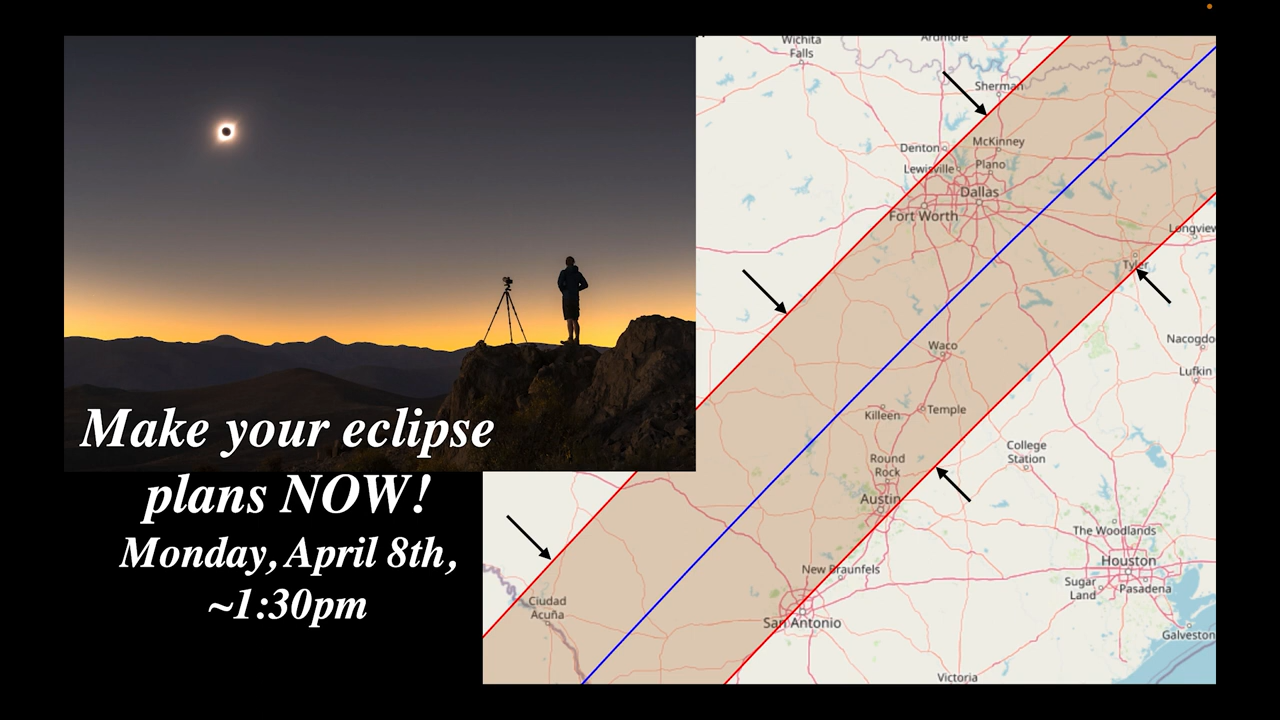 Make your eclipse
plans NOW!
Monday, April 8th,
~1:30pm
Wichita
Falls
Ardmore
Sherman
Denton
McKinney
Lewisville
Plano
Dallas
Fort Worth
Longview
Tyler
Waco
Nacogdo
Lufkin
Killeen
Temple
College
Station
Round
Rock
Austin
The Woodlands
Houston
New Braunfels
Sugar
Land
Pasadena
Ciudad
Acuña
San Antonio
Galveston
Victoria